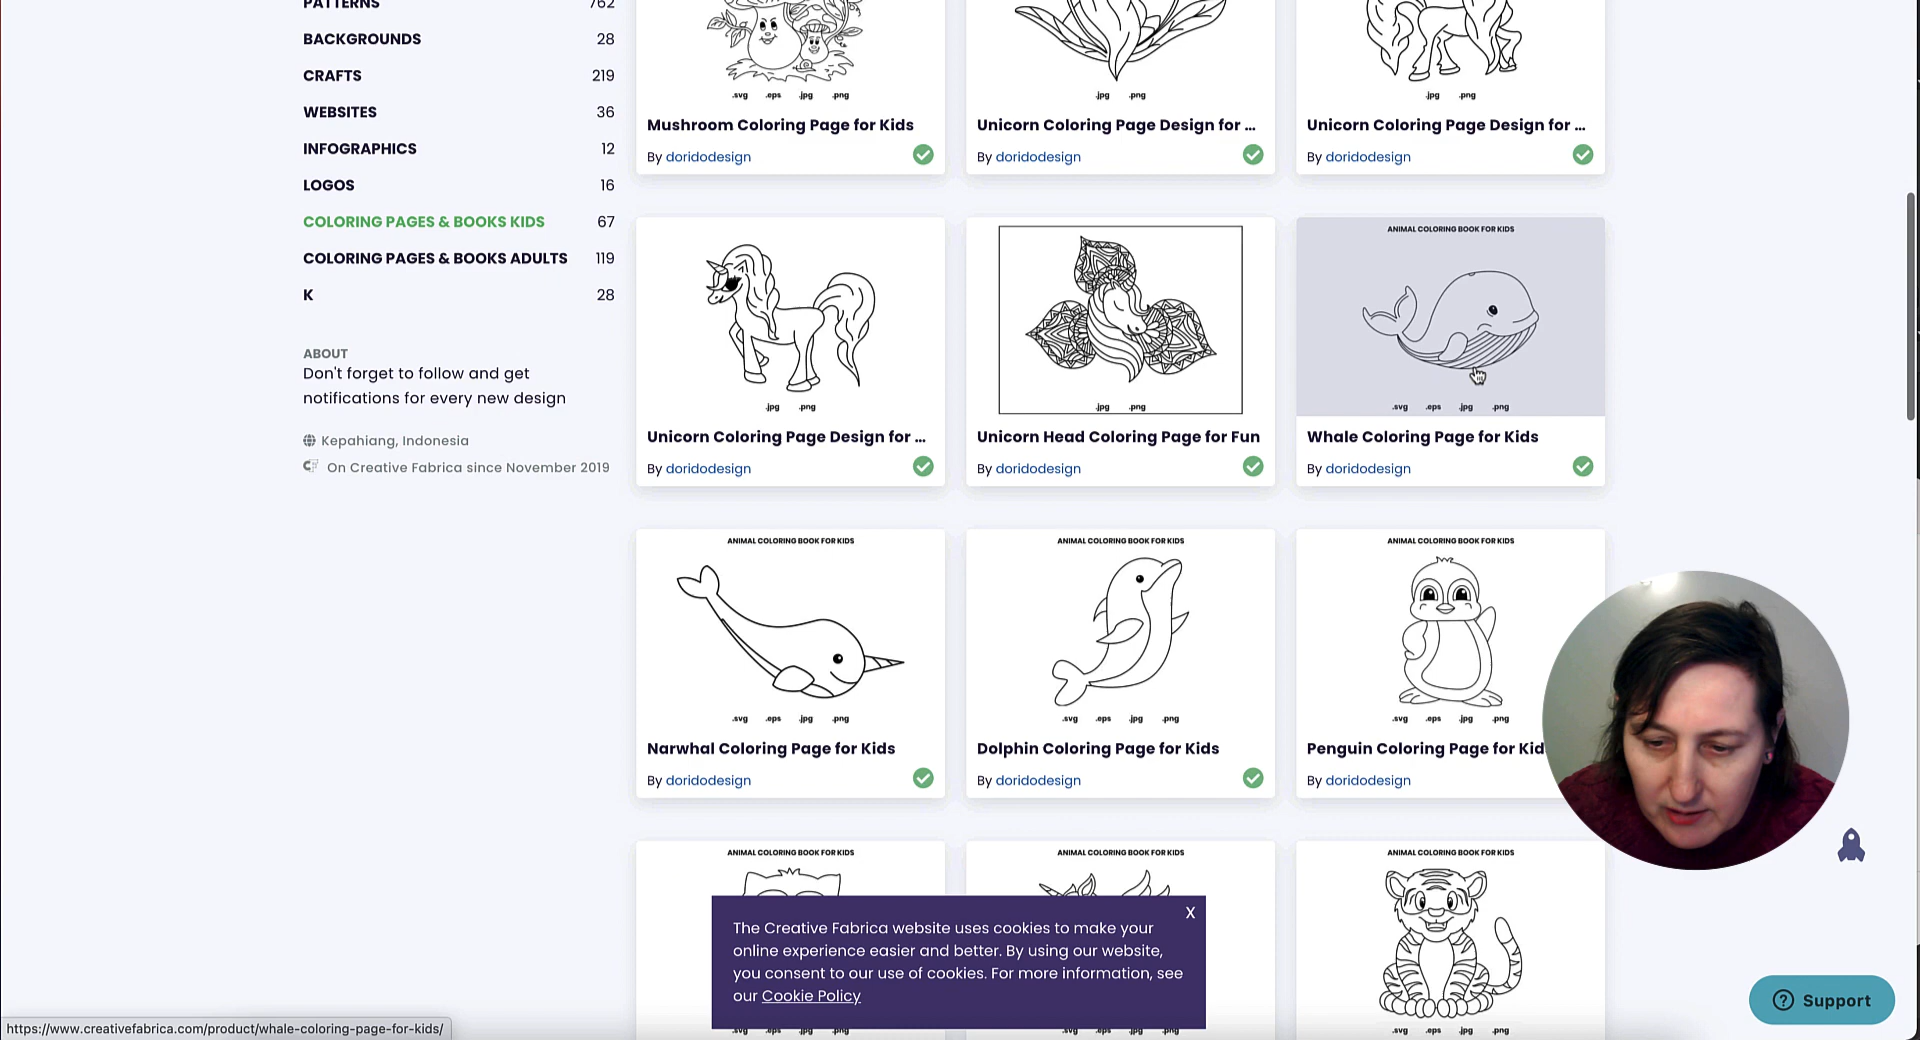 PATTERNS 762
BACKGROUNDS 28
CRAFTS 219
WEBSITES 36
INFOGRAPHICS 12
LOGOS 16
COLORING PAGES & BOOKS KIDS 67
COLORING PAGES & BOOKS ADULTS 119
K 28
ABOUT
Don't forget to follow and get
notifications for every new design
Kepahiang, Indonesia
On Creative Fabrica since November 2019
.svg .eps .jpg .png
Mushroom Coloring Page for Kids
By doridodesign
.jpg .png
Unicorn Coloring Page Design for ...
By doridodesign
.jpg .png
Unicorn Coloring Page Design for ...
By doridodesign
.jpg .png
Unicorn Coloring Page Design for ...
By doridodesign
.jpg .png
Unicorn Head Coloring Page for Fun
By doridodesign
ANIMAL COLORING BOOK FOR KIDS
.svg .eps .jpg .png
Whale Coloring Page for Kids
By doridodesign
ANIMAL COLORING BOOK FOR KIDS
.svg .eps .jpg .png
Narwhal Coloring Page for Kids
By doridodesign
ANIMAL COLORING BOOK FOR KIDS
.svg .eps .jpg .png
Dolphin Coloring Page for Kids
By doridodesign
ANIMAL COLORING BOOK FOR KIDS
.svg .eps .jpg .png
Penguin Coloring Page for Kid
By doridodesign
ANIMAL COLORING BOOK FOR KIDS
.svg .eps .jpg .png
ANIMAL COLORING BOOK FOR KIDS
.svg .eps .jpg .png
ANIMAL COLORING BOOK FOR KIDS
.svg .eps .jpg .png
X
The Creative Fabrica website uses cookies to make your
online experience easier and better. By using our website,
you consent to our use of cookies. For more information, see
our Cookie Policy
Support
https://www.creativefabrica.com/product/whale-coloring-page-for-kids/